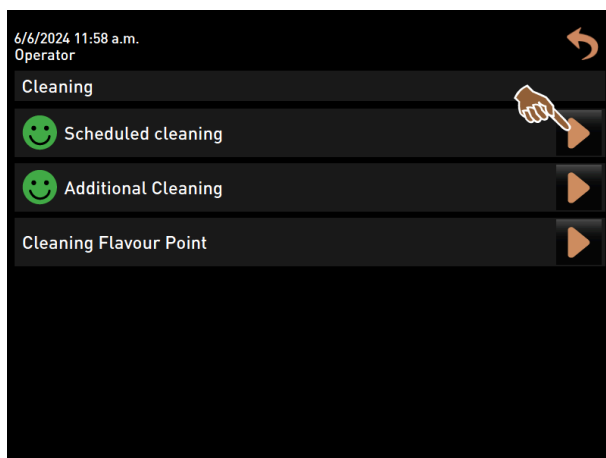 6/6/2024 11:58 a.m.
Operator
Cleaning
Scheduled cleaning
Additional Cleaning
Cleaning Flavour Point